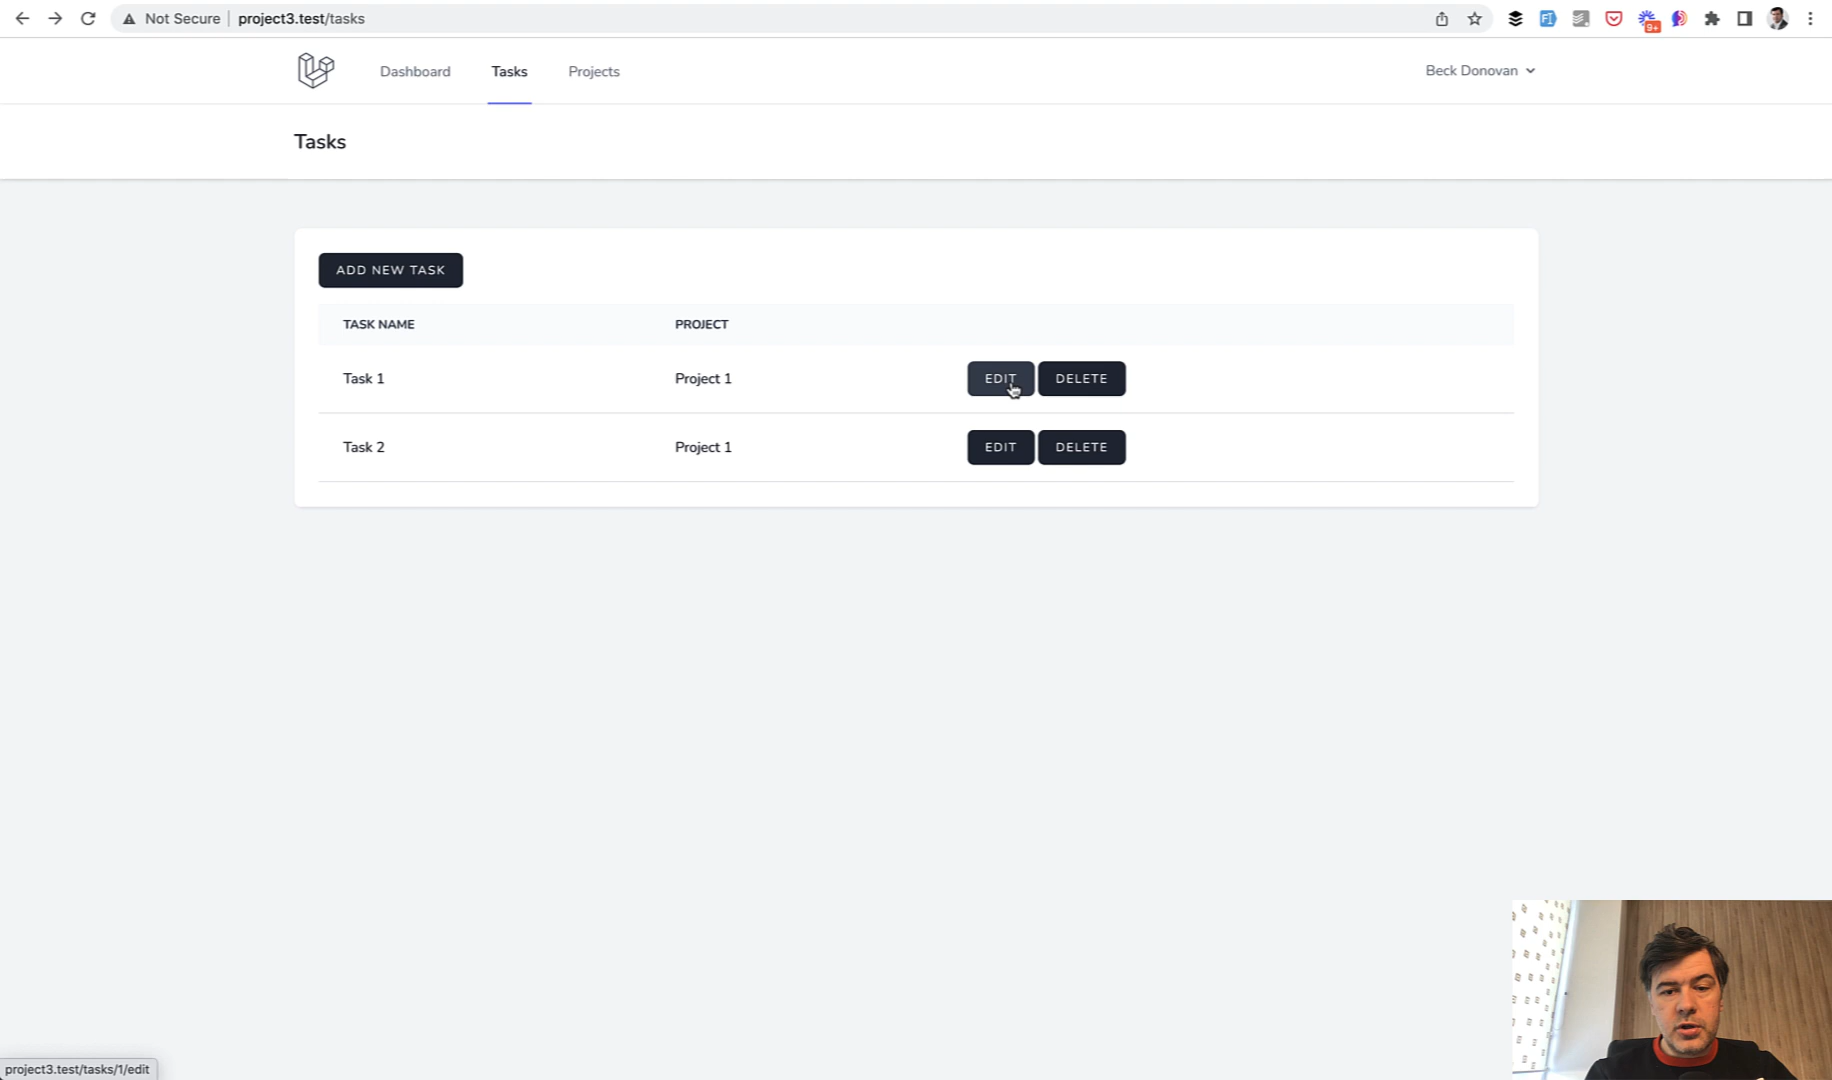 Not Secure project3.test/tasks
9+
Dashboard Tasks Projects Beck Donovan
Tasks
ADD NEW TASK
TASK NAME PROJECT
Task 1 Project 1 EDIT DELETE
Task 2 Project 1 EDIT DELETE
project3.test/tasks/1/edit